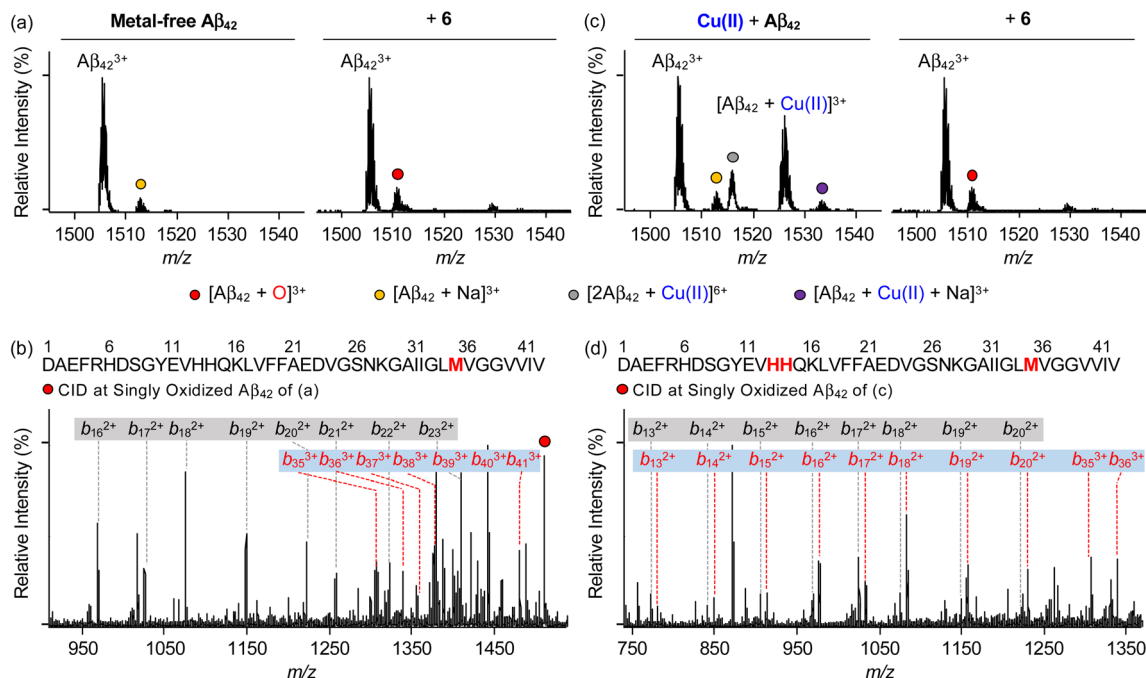 (a) Metal-free Aβ₄₂ + 6
Relative Intensity (%)
Aβ₄₂³⁺
Aβ₄₂³⁺
1500 1510 1520 1530 1540
m/z
1500 1510 1520 1530 1540
m/z
(c) Cu(II) + Aβ₄₂ + 6
Relative Intensity (%)
Aβ₄₂³⁺
[Aβ₄₂ + Cu(II)]³⁺
Aβ₄₂³⁺
1500 1510 1520 1530 1540
m/z
1500 1510 1520 1530 1540
m/z
[Aβ₄₂ + O]³⁺ [Aβ₄₂ + Na]³⁺ [2Aβ₄₂ + Cu(II)]⁶⁺ [Aβ₄₂ + Cu(II) + Na]³⁺
(b) 1 6 11 16 21 26 31 36 41
DAEFRHDSGYEVHHQKLVFFAEDVGSNKGAIIGLMVGGVVIV
CID at Singly Oxidized Aβ₄₂ of (a)
Relative Intensity (%)
b₁₆²⁺ b₁₇²⁺ b₁₈²⁺ b₁₉²⁺ b₂₀²⁺ b₂₁²⁺ b₂₂²⁺ b₂₃²⁺
b₃₅³⁺ b₃₆³⁺ b₃₇³⁺ b₃₈³⁺ b₃₉³⁺ b₄₀³⁺ b₄₁³⁺
950 1050 1150 1250 1350 1450
m/z
(d) 1 6 11 16 21 26 31 36 41
DAEFRHDSGYEVHHQKLVFFAEDVGSNKGAIIGLMVGGVVIV
CID at Singly Oxidized Aβ₄₂ of (c)
Relative Intensity (%)
b₁₃²⁺ b₁₄²⁺ b₁₅²⁺ b₁₆²⁺ b₁₇²⁺ b₁₈²⁺ b₁₉²⁺ b₂₀²⁺
b₁₃²⁺ b₁₄²⁺ b₁₅²⁺ b₁₆²⁺ b₁₇²⁺ b₁₈²⁺ b₁₉²⁺ b₂₀²⁺ b₃₅³⁺ b₃₆³⁺
750 850 950 1050 1150 1250 1350
m/z